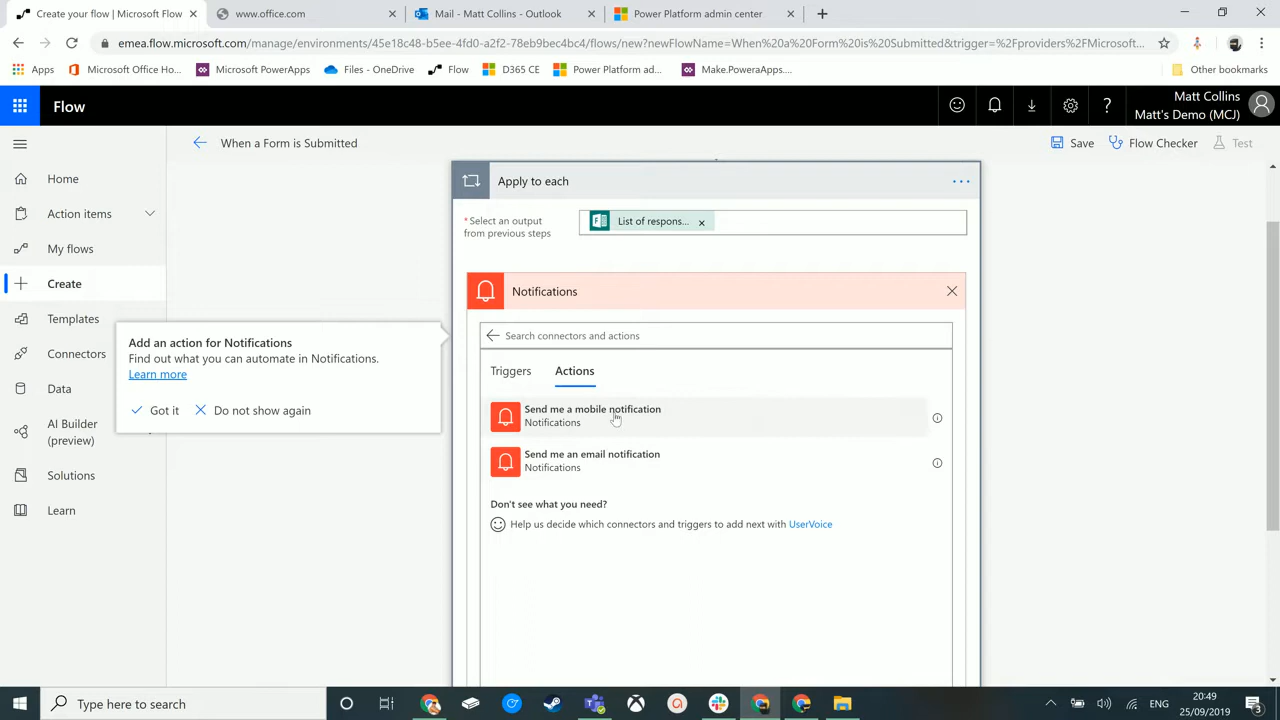 Create your flow | Microsoft Flow
www.office.com
Mail - Matt Collins - Outlook
Power Platform admin center
emea.flow.microsoft.com/manage/environments/45e18c48-b5ee-4fd0-a2f2-78eb9bec4bc4/flows/new?newFlowName=When%20a%20Form%20is%20Submitted&trigger=%2Fproviders%2FMicrosoft...
Apps
Microsoft Office Ho...
Microsoft PowerApps
Files - OneDrive
Flow
D365 CE
Power Platform ad...
Make.PoweraApps....
Other bookmarks
Flow
Matt Collins
Matt's Demo (MCJ)
When a Form is Submitted
Save
Flow Checker
Test
Home
Action items
My flows
Create
Templates
Connectors
Data
AI Builder
(preview)
Solutions
Learn
Add an action for Notifications
Find out what you can automate in Notifications.
Learn more
Got it
Do not show again
Apply to each
*Select an output
from previous steps
List of respons...
Notifications
Search connectors and actions
Triggers
Actions
Send me a mobile notification
Notifications
Send me an email notification
Notifications
Don't see what you need?
Help us decide which connectors and triggers to add next with UserVoice
Type here to search
ENG
20:49
25/09/2019
3